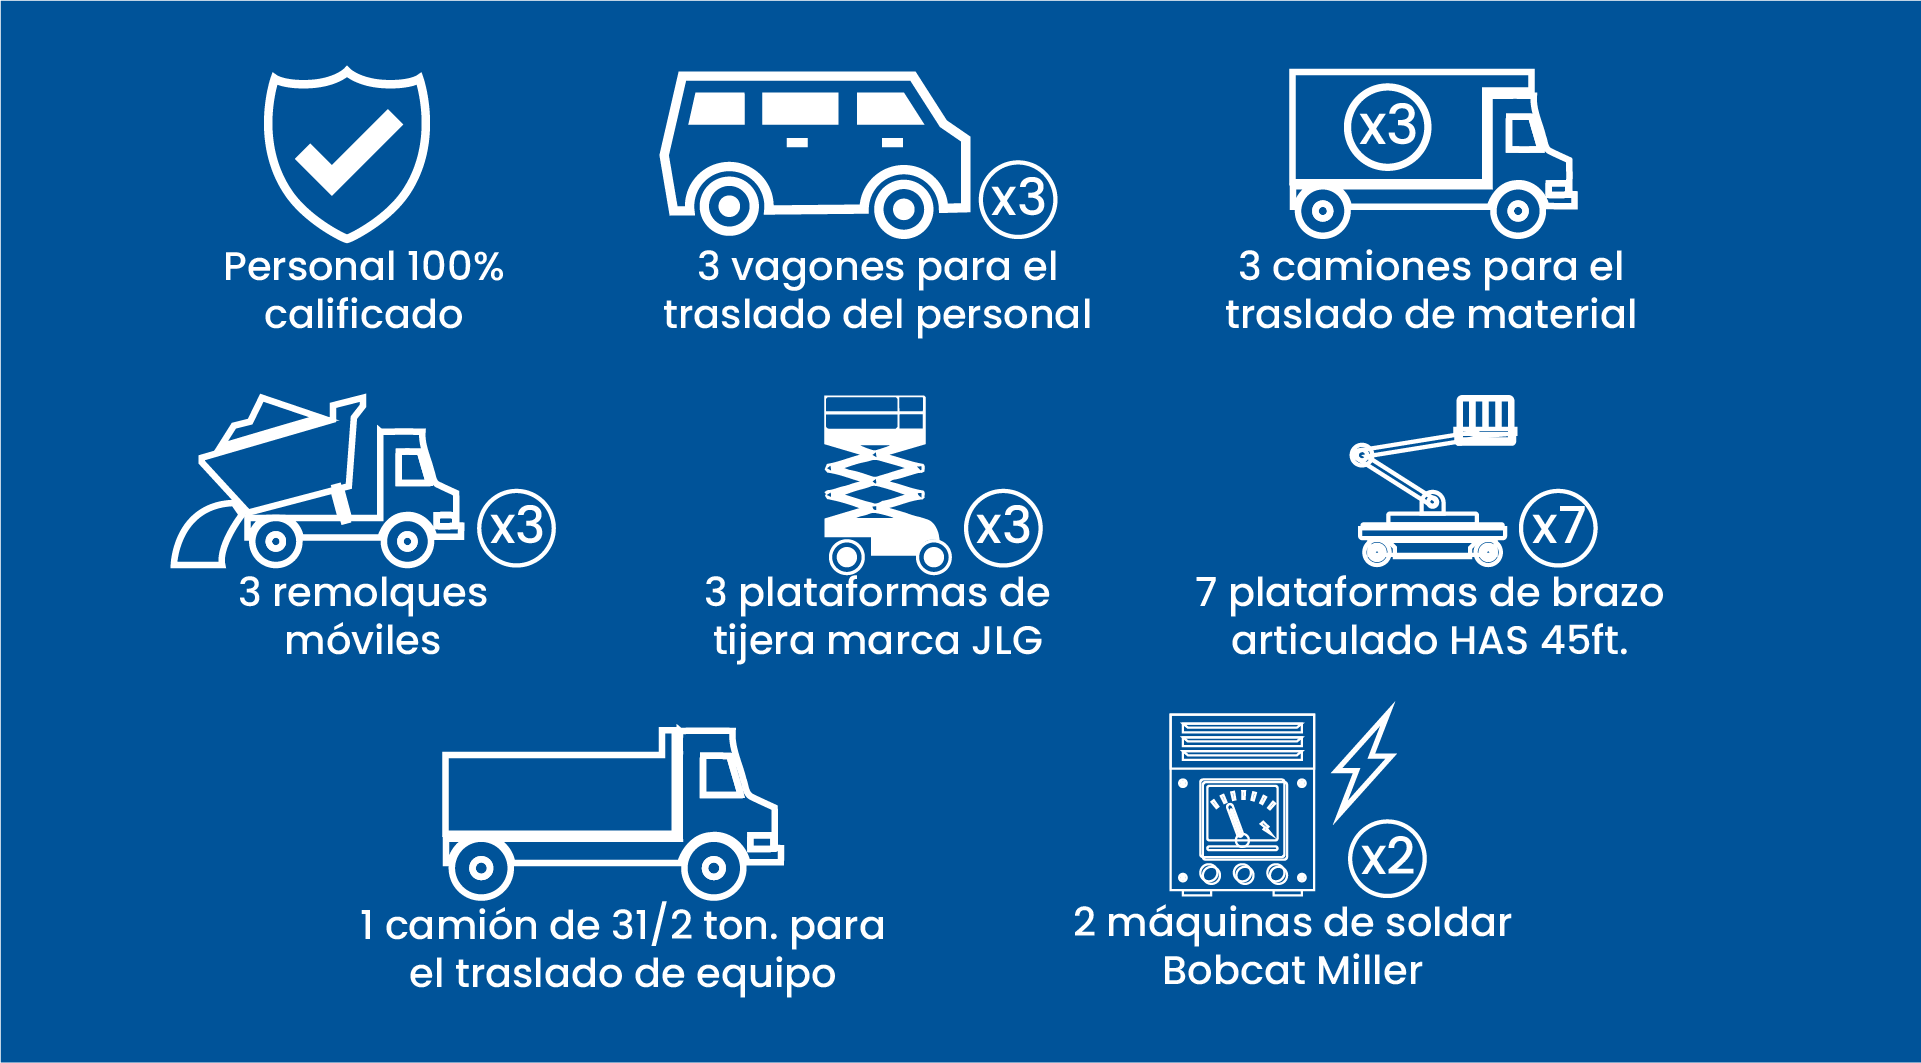 Personal 100%
calificado
x3
3 vagones para el
traslado del personal
x3
3 camiones para el
traslado de material
x3
3 remolques
móviles
x3
3 plataformas de
tijera marca JLG
x7
7 plataformas de brazo
articulado HAS 45ft.
1 camión de 31/2 ton. para
el traslado de equipo
x2
2 máquinas de soldar
Bobcat Miller